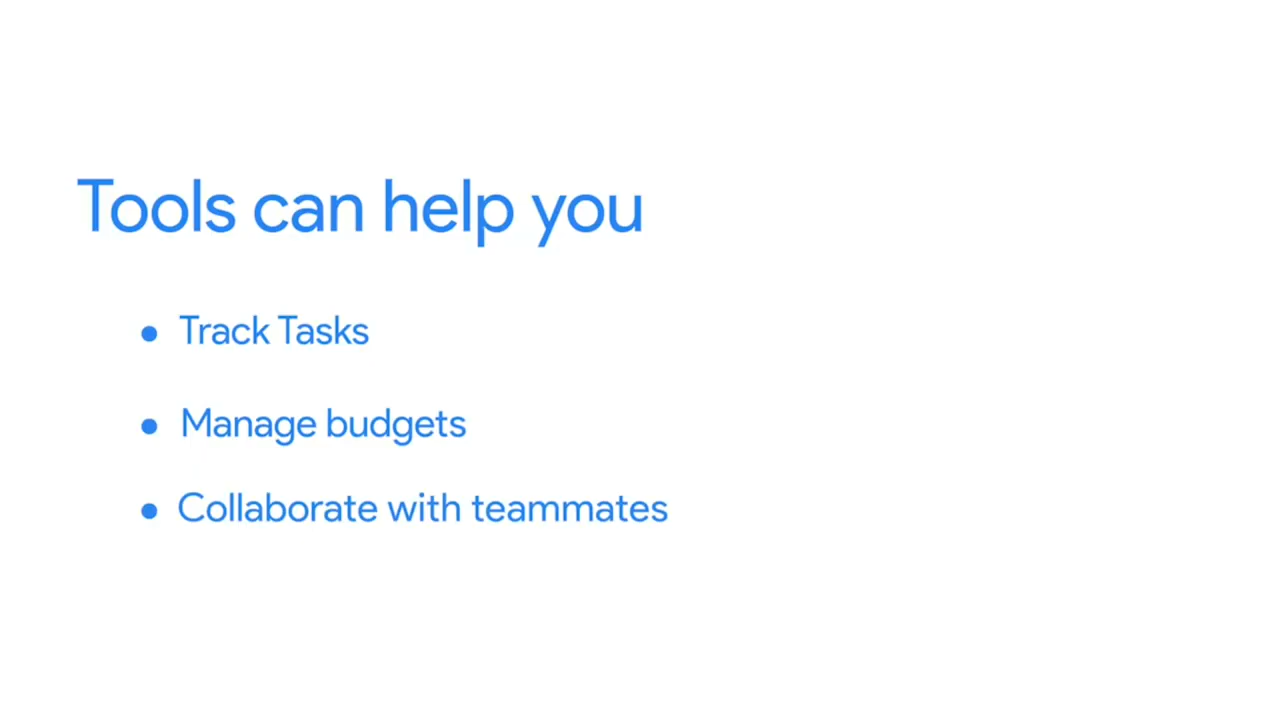 Tools can help you
● Track Tasks
● Manage budgets
● Collaborate with teammates